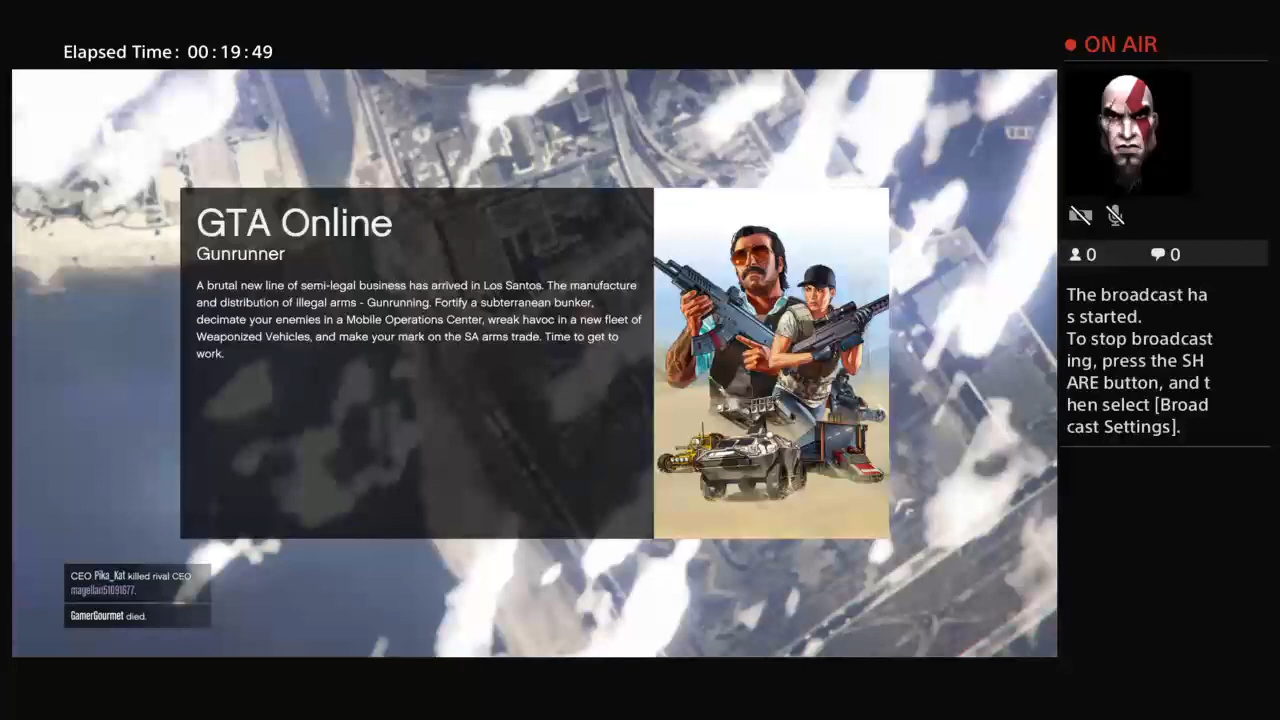 Elapsed Time: 00:19:49
ON AIR
GTA Online
Gunrunner
A brutal new line of semi-legal business has arrived in Los Santos. The manufacture
and distribution of illegal arms - Gunrunning. Fortify a subterranean bunker,
decimate your enemies in a Mobile Operations Center, wreak havoc in a new fleet of
Weaponized Vehicles, and make your mark on the SA arms trade. Time to get to
work.
0 0
The broadcast ha
s started.
To stop broadcast
ing, press the SH
ARE button, and t
hen select [Broad
cast Settings].
CEO Pika_Kat killed rival CEO
magellan51091677.
GamerGourmet died.